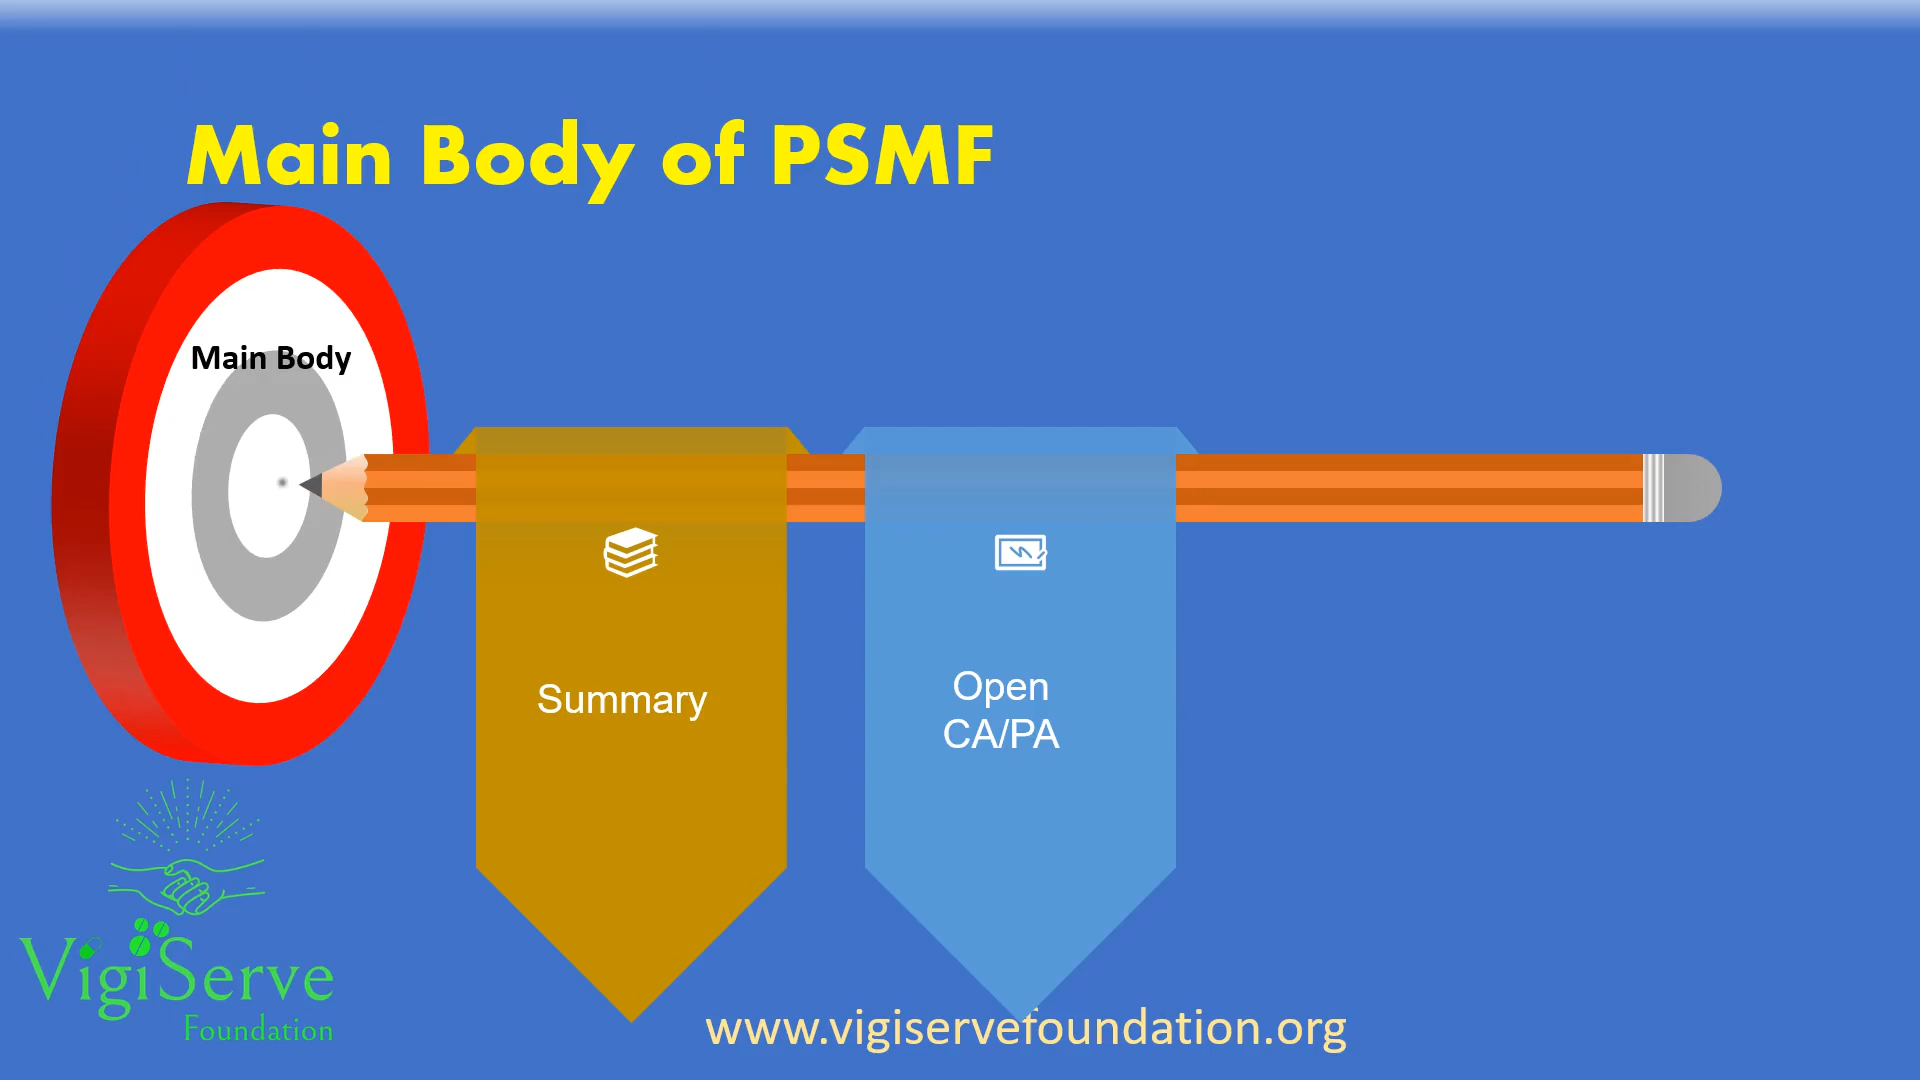 Main Body of PSMF
Main Body
Summary
Open
CA/PA
VigiServe
Foundation
www.vigiservefoundation.org